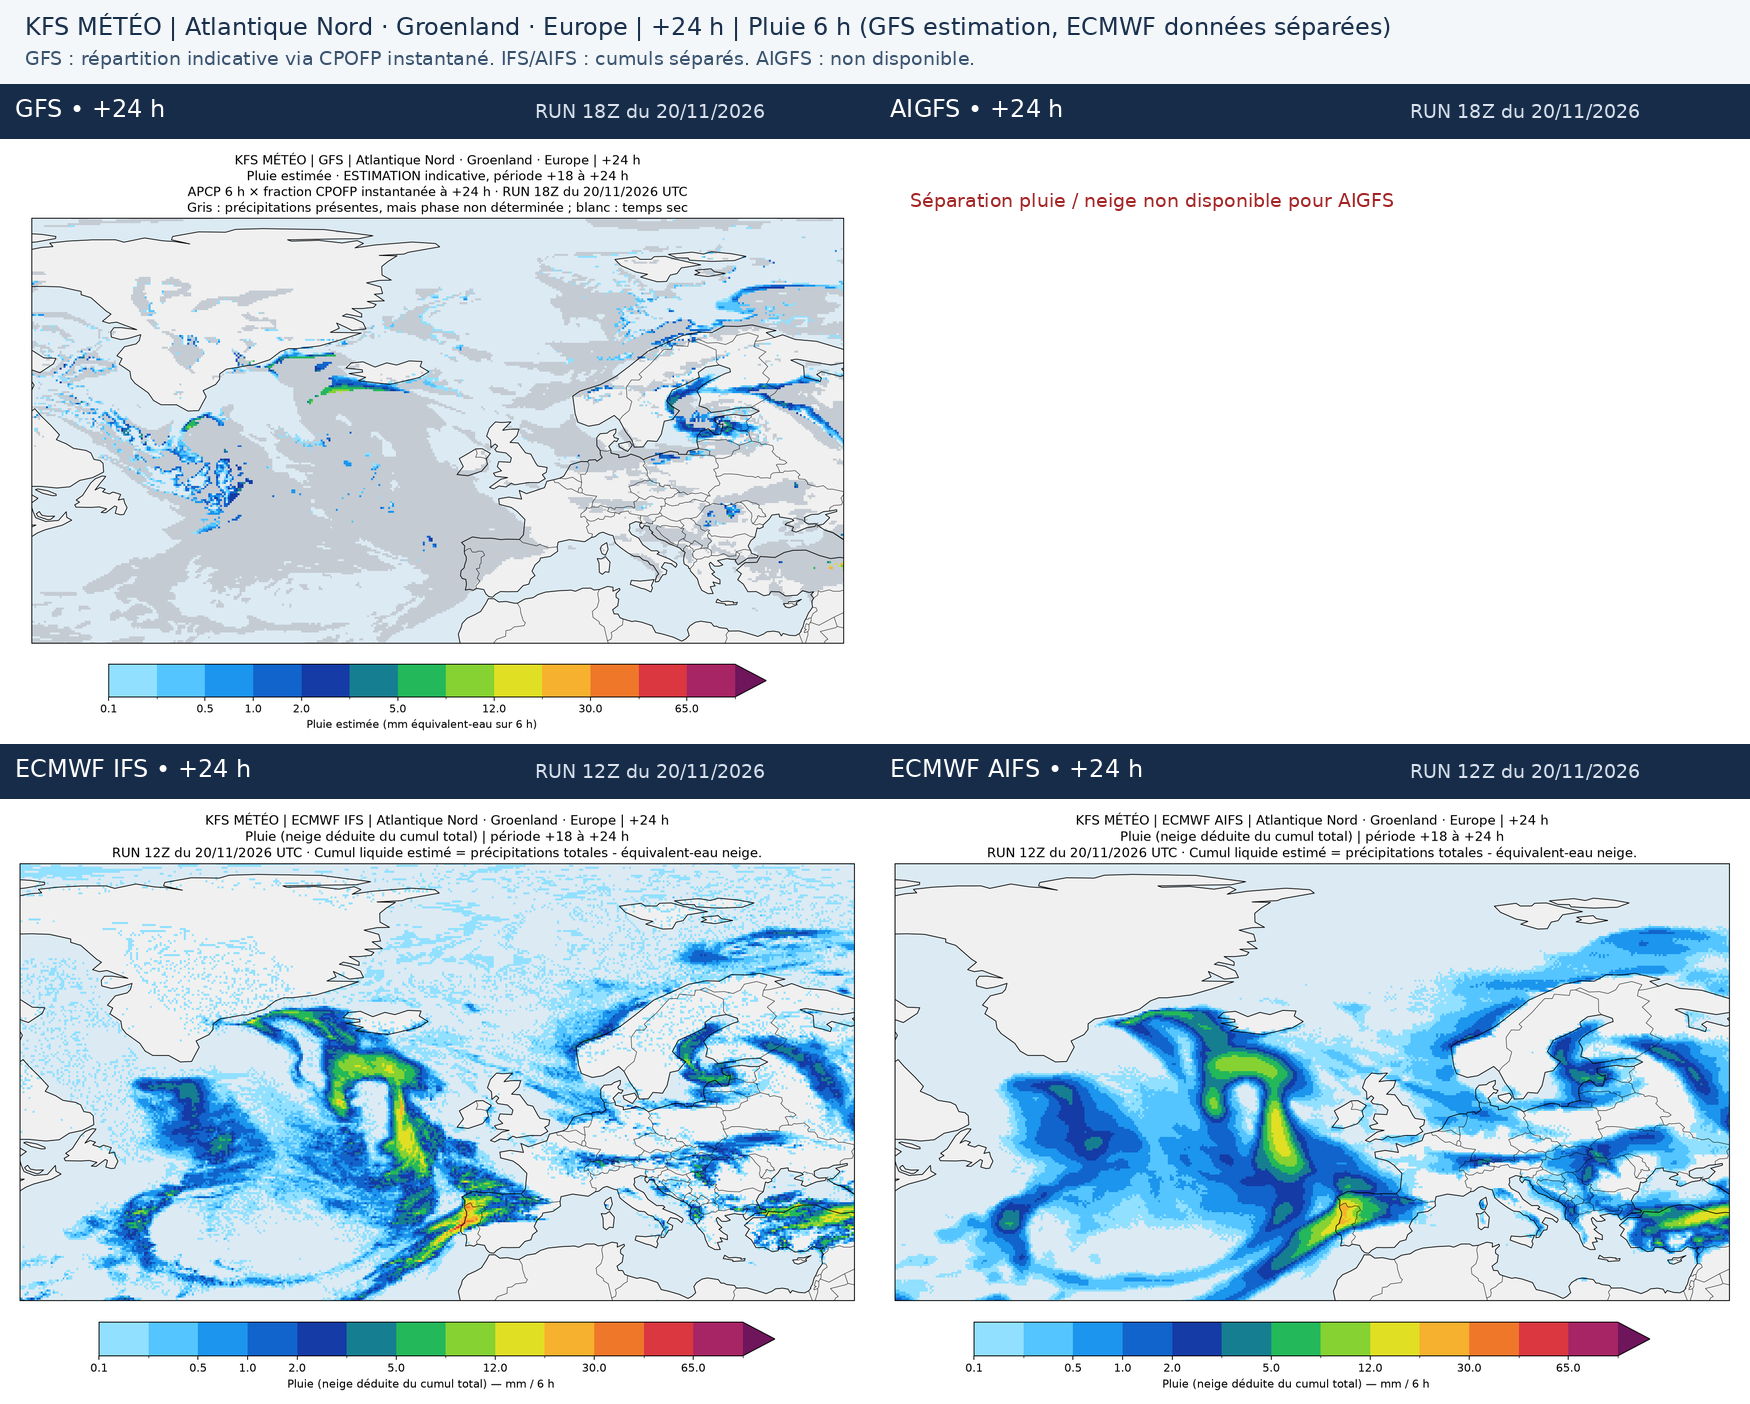 KFS MÉTÉO | Atlantique Nord · Groenland · Europe | +24 h | Pluie 6 h (GFS estimation, ECMWF données séparées)
GFS : répartition indicative via CPOFP instantané. IFS/AIFS : cumuls séparés. AIGFS : non disponible.
GFS • +24 h
RUN 18Z du 20/11/2026
AIGFS • +24 h
RUN 18Z du 20/11/2026
KFS MÉTÉO | GFS | Atlantique Nord · Groenland · Europe | +24 h
Pluie estimée · ESTIMATION indicative, période +18 à +24 h
APCP 6 h × fraction CPOFP instantanée à +24 h · RUN 18Z du 20/11/2026 UTC
Gris : précipitations présentes, mais phase non déterminée ; blanc : temps sec
Séparation pluie / neige non disponible pour AIGFS
0.1 0.5 1.0 2.0 5.0 12.0 30.0 65.0
Pluie estimée (mm équivalent-eau sur 6 h)
ECMWF IFS • +24 h
RUN 12Z du 20/11/2026
ECMWF AIFS • +24 h
RUN 12Z du 20/11/2026
KFS MÉTÉO | ECMWF IFS | Atlantique Nord · Groenland · Europe | +24 h
Pluie (neige déduite du cumul total) | période +18 à +24 h
RUN 12Z du 20/11/2026 UTC · Cumul liquide estimé = précipitations totales - équivalent-eau neige.
0.1 0.5 1.0 2.0 5.0 12.0 30.0 65.0
Pluie (neige déduite du cumul total) — mm / 6 h
KFS MÉTÉO | ECMWF AIFS | Atlantique Nord · Groenland · Europe | +24 h
Pluie (neige déduite du cumul total) | période +18 à +24 h
RUN 12Z du 20/11/2026 UTC · Cumul liquide estimé = précipitations totales - équivalent-eau neige.
0.1 0.5 1.0 2.0 5.0 12.0 30.0 65.0
Pluie (neige déduite du cumul total) — mm / 6 h